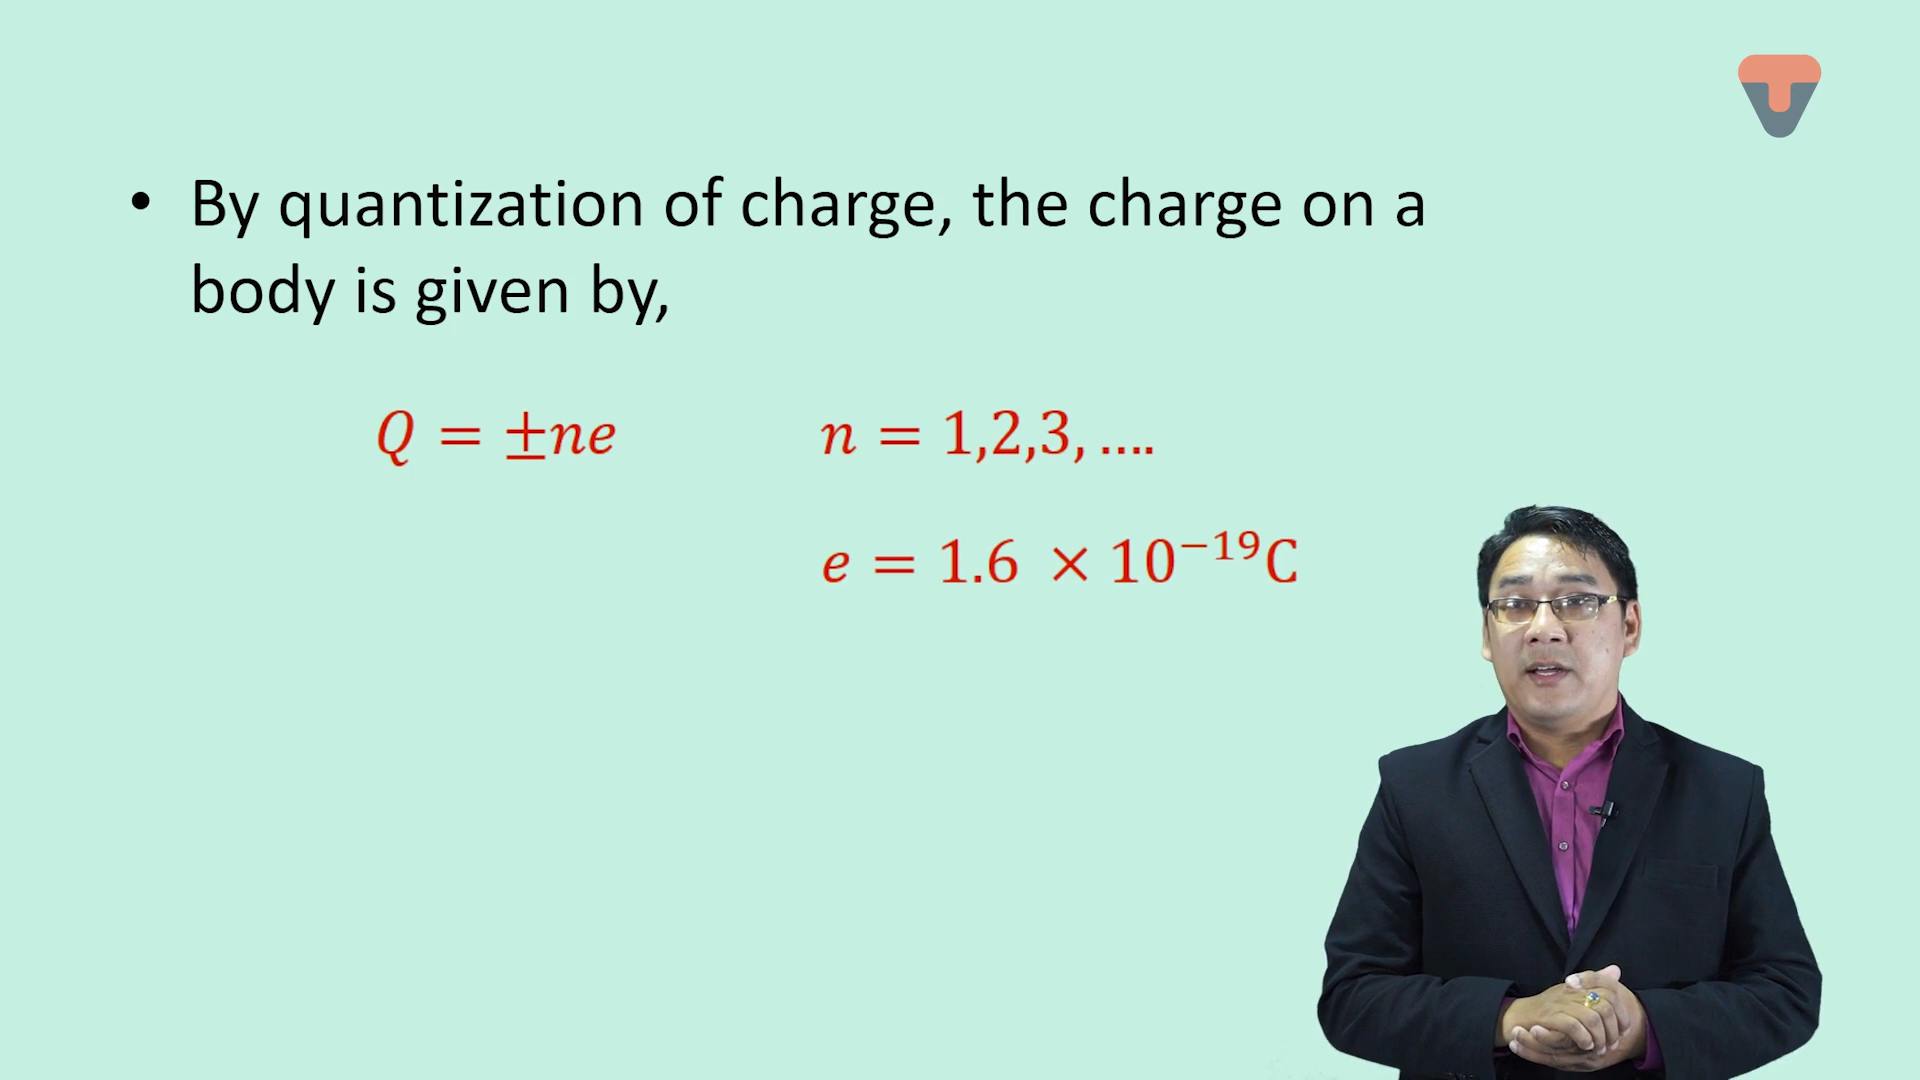 • By quantization of charge, the charge on a
body is given by,
Q = ±ne n = 1,2,3, ....
e = 1.6 × 10⁻¹⁹C